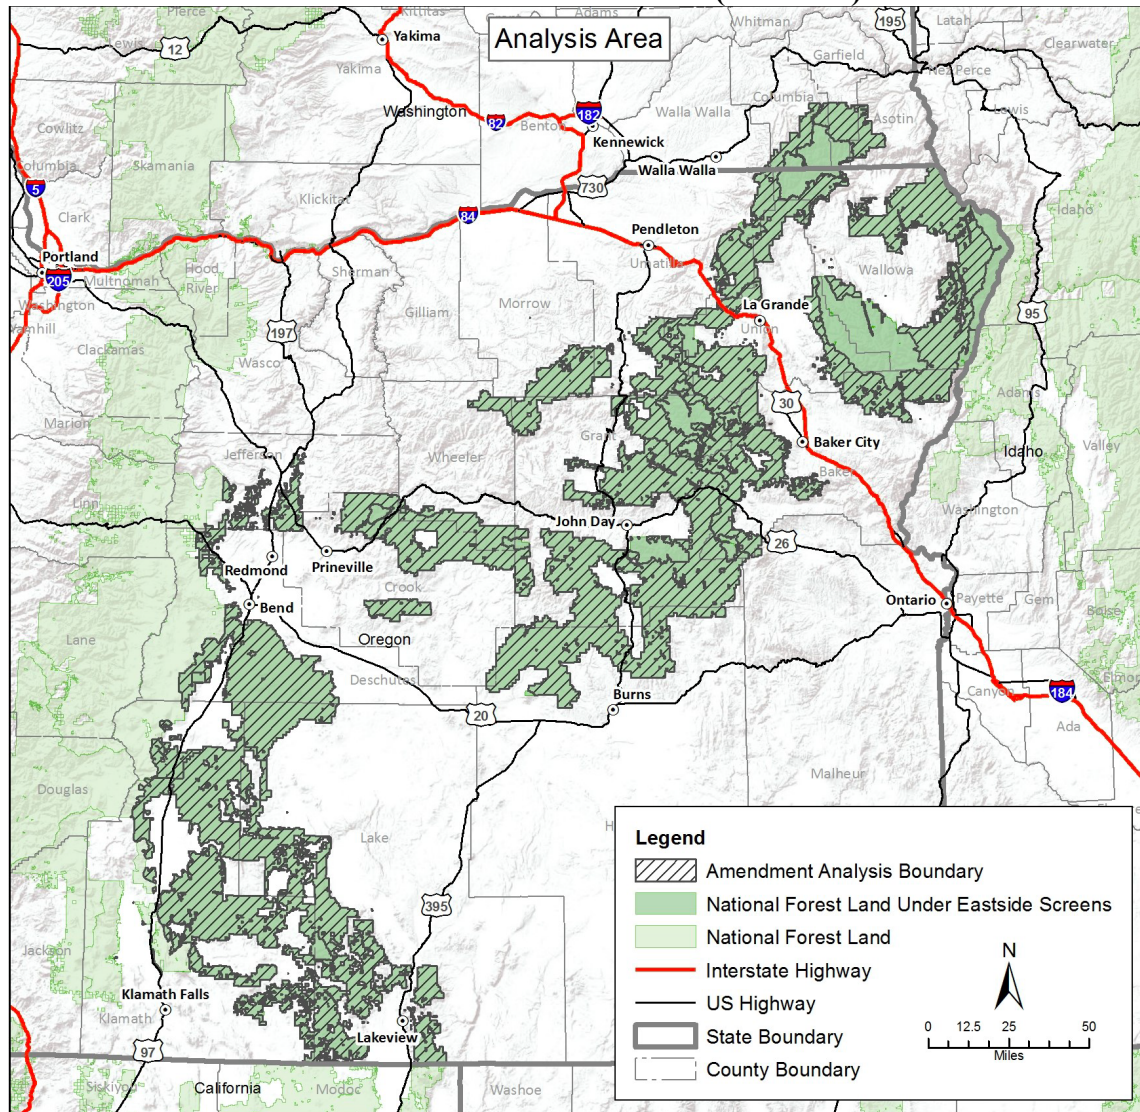 Pierce
Kittitas
Adams
Whitman
195
Latah
Lewis
12
Yakima
Analysis Area
Garfield
Clearwater
Nez Perce
Yakima
Columbia
Washington
82
Benton
182
Walla Walla
Asotin
Lewis
Cowlitz
Kennewick
Skamania
Walla Walla
5
Klickitat
730
Clark
84
Idaho
Pendleton
Portland
Umatilla
Multnomah
Hood
River
Sherman
Wallowa
205
Washington
Morrow
La Grande
Gilliam
Union
95
197
Clackamas
Wasco
Adams
30
Marion
Grant
Baker City
Jefferson
Wheeler
Idaho
Valley
Baker
Linn
Washington
John Day
26
Redmond
Prineville
Crook
Bend
Ontario
Payette
Gem
Boise
Lane
Oregon
Deschutes
Burns
Canyon
184
20
Ada
Malheur
Douglas
Lake
Legend
Amendment Analysis Boundary
National Forest Land Under Eastside Screens
395
National Forest Land
Jackson
N
Interstate Highway
Klamath Falls
US Highway
Klamath
Lakeview
State Boundary
0 12.5 25 50
Miles
97
County Boundary
Siskiyou
California
Modoc
Washoe